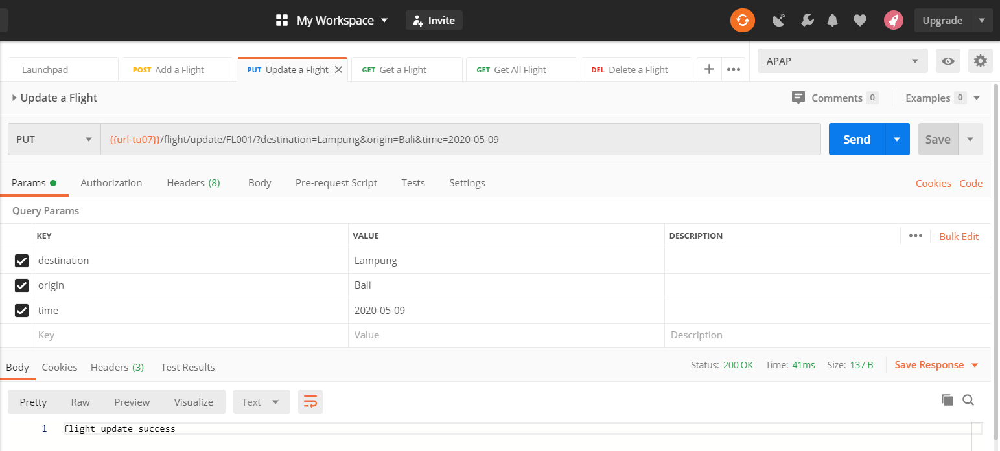 My Workspace Invite Upgrade
Launchpad POST Add a Flight PUT Update a Flight GET Get a Flight GET Get All Flight DEL Delete a Flight APAP
Update a Flight Comments 0 Examples 0
PUT {{url-tu07}}/flight/update/FL001/?destination=Lampung&origin=Bali&time=2020-05-09 Send Save
Params Authorization Headers (8) Body Pre-request Script Tests Settings Cookies Code
Query Params
KEY VALUE DESCRIPTION Bulk Edit
destination Lampung
origin Bali
time 2020-05-09
Key Value Description
Body Cookies Headers (3) Test Results Status: 200 OK Time: 41ms Size: 137 B Save Response
Pretty Raw Preview Visualize Text
1 flight update success